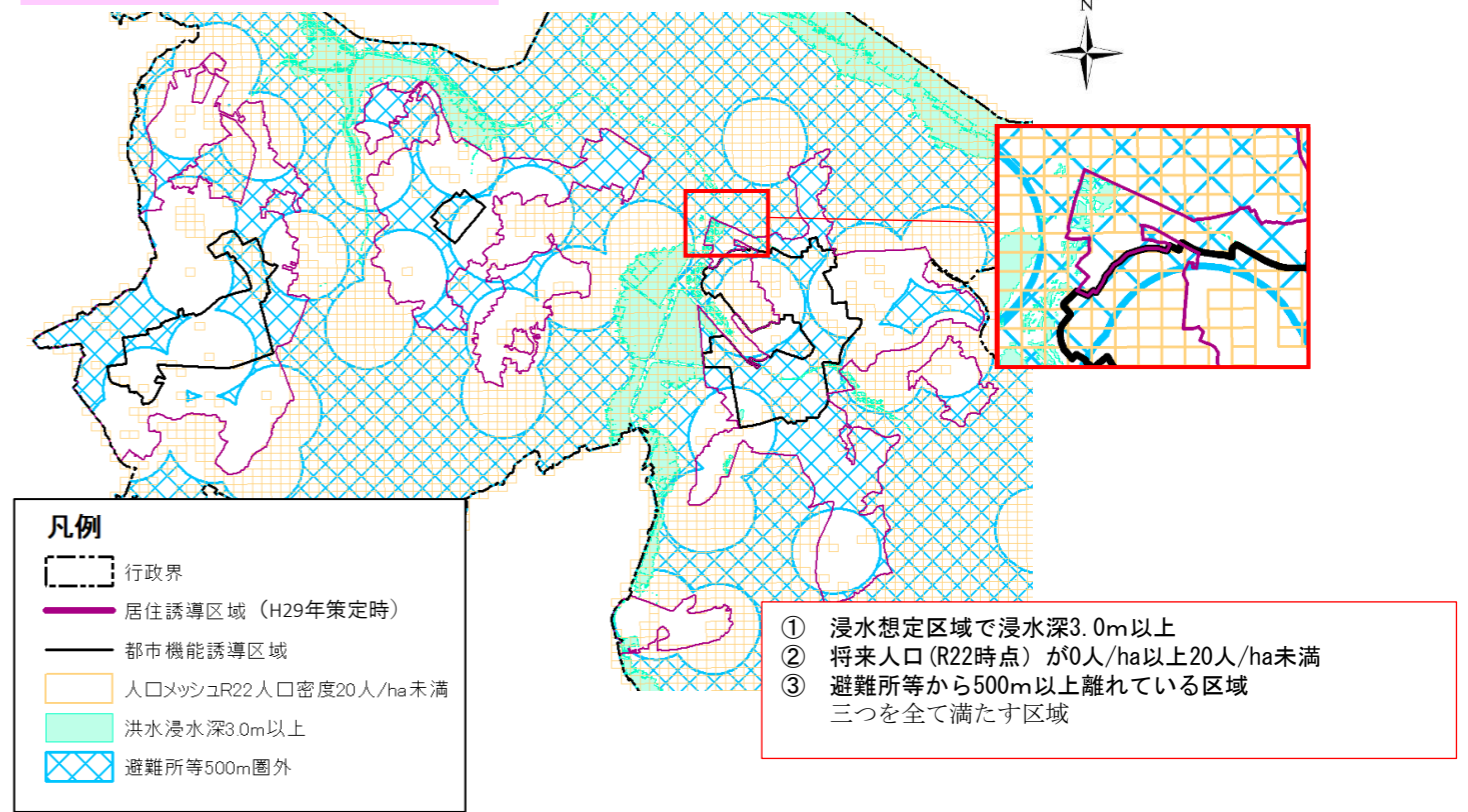 N
凡例
行政界
居住誘導区域（H29年策定時）
都市機能誘導区域
人口メッシュR22人口密度20人/ha未満
洪水浸水深3.0m以上
避難所等500m圏外
① 浸水想定区域で浸水深3.0m以上
② 将来人口(R22時点）が0人/ha以上20人/ha未満
③ 避難所等から500m以上離れている区域
三つを全て満たす区域